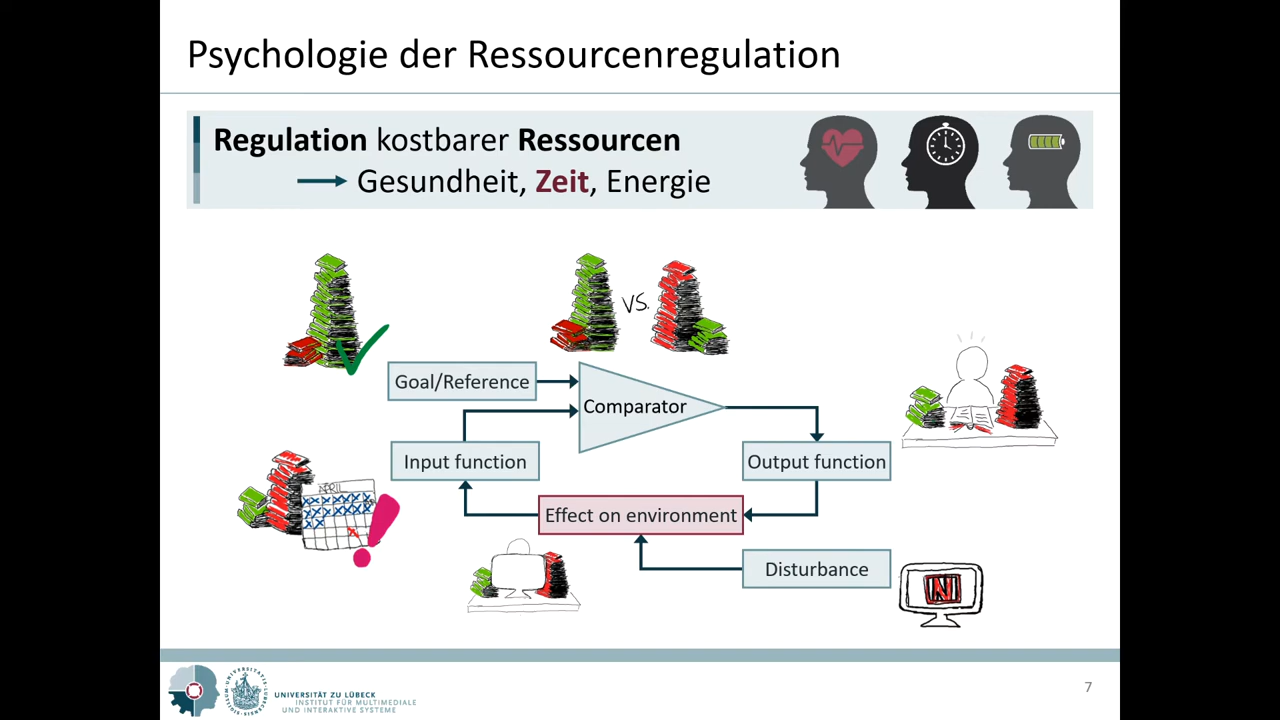 Psychologie der Ressourcenregulation
Regulation kostbarer Ressourcen
Gesundheit, Zeit, Energie
VS.
Goal/Reference
Comparator
Input function
Output function
APRIL
Effect on environment
Disturbance
N
UNIVERSITÄT ZU LÜBECK
INSTITUT FÜR MULTIMEDIALE
UND INTERAKTIVE SYSTEME
7